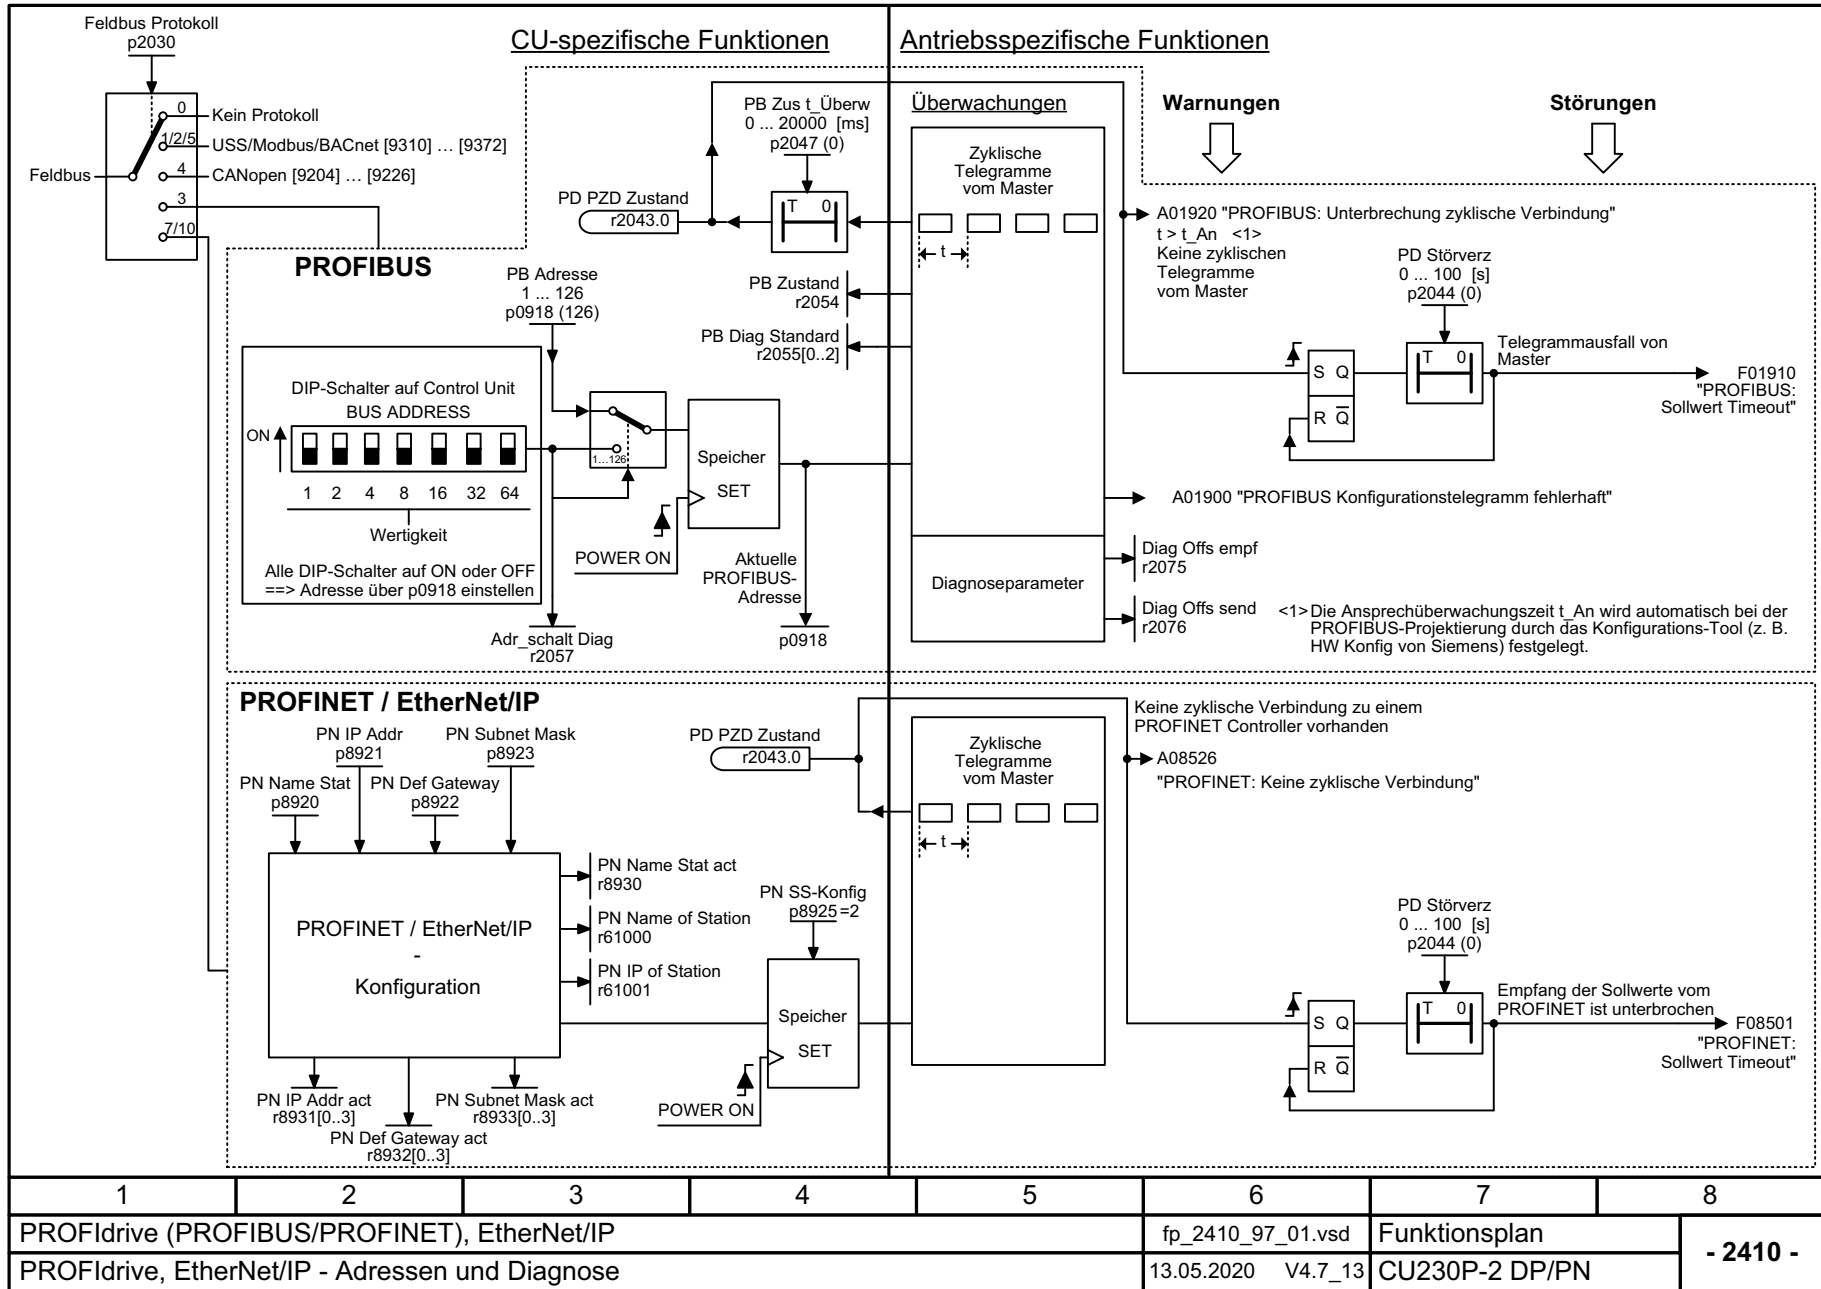 Feldbus Protokoll
p2030
CU-spezifische Funktionen
Antriebsspezifische Funktionen
0
Kein Protokoll
1/2/5
USS/Modbus/BACnet [9310] … [9372]
Feldbus
4
CANopen [9204] … [9226]
3
7/10
PROFIBUS
PB Zus t_Überw
0 ... 20000 [ms]
p2047 (0)
Überwachungen
Warnungen
Störungen
Zyklische
Telegramme
vom Master
PD PZD Zustand
r2043.0
T 0
t
A01920 "PROFIBUS: Unterbrechung zyklische Verbindung"
t > t_An <1>
Keine zyklischen
Telegramme
vom Master
PD Störverz
0 ... 100 [s]
p2044 (0)
PB Adresse
1 ... 126
p0918 (126)
PB Zustand
r2054
PB Diag Standard
r2055[0..2]
Telegrammausfall von
Master
S Q
R Q
T 0
F01910
"PROFIBUS:
Sollwert Timeout"
DIP-Schalter auf Control Unit
BUS ADDRESS
ON
1 2 4 8 16 32 64
Wertigkeit
Alle DIP-Schalter auf ON oder OFF
==> Adresse über p0918 einstellen
1...126
Speicher
SET
POWER ON
Aktuelle
PROFIBUS-
Adresse
p0918
Adr_schalt Diag
r2057
A01900 "PROFIBUS Konfigurationstelegramm fehlerhaft"
Diagnoseparameter
Diag Offs empf
r2075
Diag Offs send
r2076
<1> Die Ansprechüberwachungszeit t_An wird automatisch bei der
PROFIBUS-Projektierung durch das Konfigurations-Tool (z. B.
HW Konfig von Siemens) festgelegt.
PROFINET / EtherNet/IP
PN IP Addr
p8921
PN Subnet Mask
p8923
PN Name Stat
p8920
PN Def Gateway
p8922
PD PZD Zustand
r2043.0
Zyklische
Telegramme
vom Master
t
Keine zyklische Verbindung zu einem
PROFINET Controller vorhanden
A08526
"PROFINET: Keine zyklische Verbindung"
PROFINET / EtherNet/IP
-
Konfiguration
PN Name Stat act
r8930
PN Name of Station
r61000
PN IP of Station
r61001
PN SS-Konfig
p8925 =2
Speicher
SET
POWER ON
PD Störverz
0 ... 100 [s]
p2044 (0)
S Q
R Q
T 0
Empfang der Sollwerte vom
PROFINET ist unterbrochen
F08501
"PROFINET:
Sollwert Timeout"
PN IP Addr act
r8931[0..3]
PN Subnet Mask act
r8933[0..3]
PN Def Gateway act
r8932[0..3]
1 2 3 4 5 6 7 8
PROFIdrive (PROFIBUS/PROFINET), EtherNet/IP
fp_2410_97_01.vsd
Funktionsplan
- 2410 -
PROFIdrive, EtherNet/IP - Adressen und Diagnose
13.05.2020 V4.7_13
CU230P-2 DP/PN